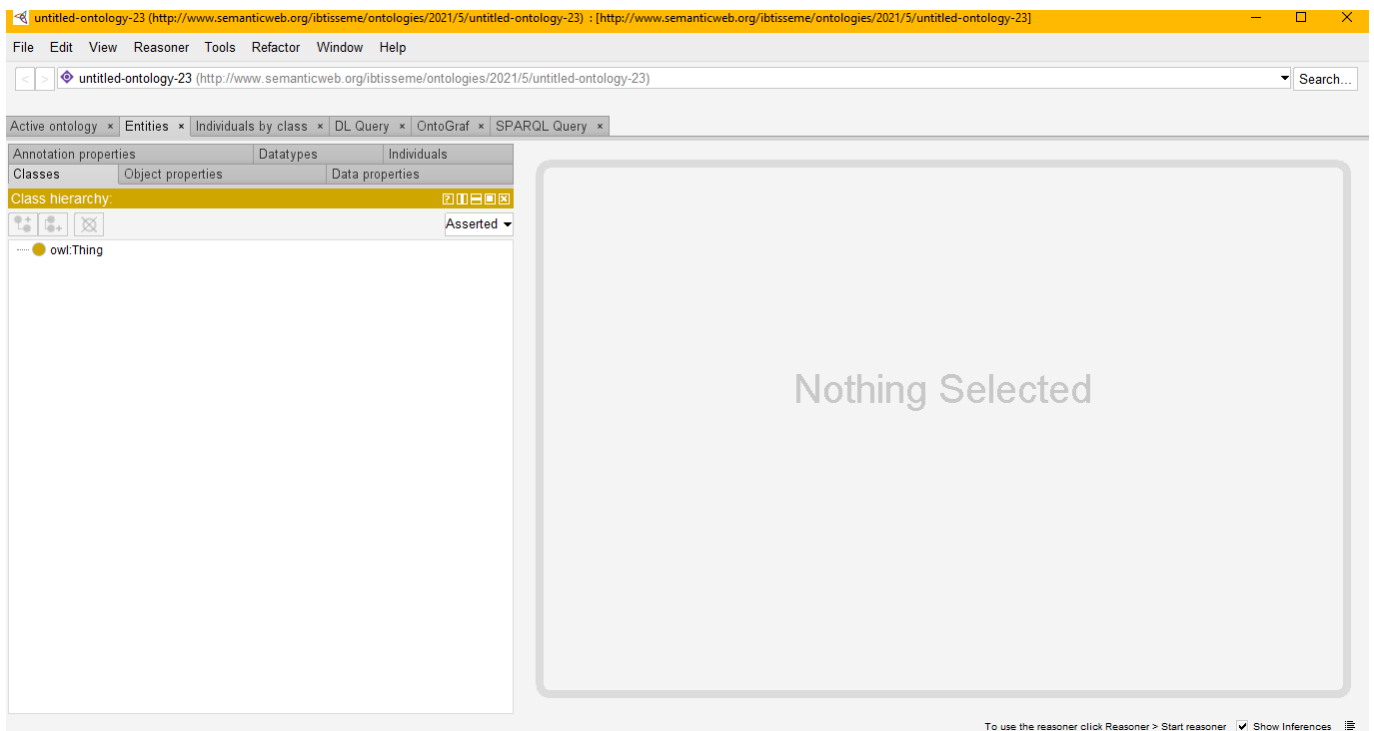 untitled-ontology-23 (http://www.semanticweb.org/ibtisseme/ontologies/2021/5/untitled-ontology-23) : [http://www.semanticweb.org/ibtisseme/ontologies/2021/5/untitled-ontology-23]
File Edit View Reasoner Tools Refactor Window Help
< > untitled-ontology-23 (http://www.semanticweb.org/ibtisseme/ontologies/2021/5/untitled-ontology-23) Search...
Active ontology × Entities × Individuals by class × DL Query × OntoGraf × SPARQL Query ×
Annotation properties Datatypes Individuals
Classes Object properties Data properties
Class hierarchy:
Asserted
owl:Thing
Nothing Selected
To use the reasoner click Reasoner > Start reasoner Show Inferences